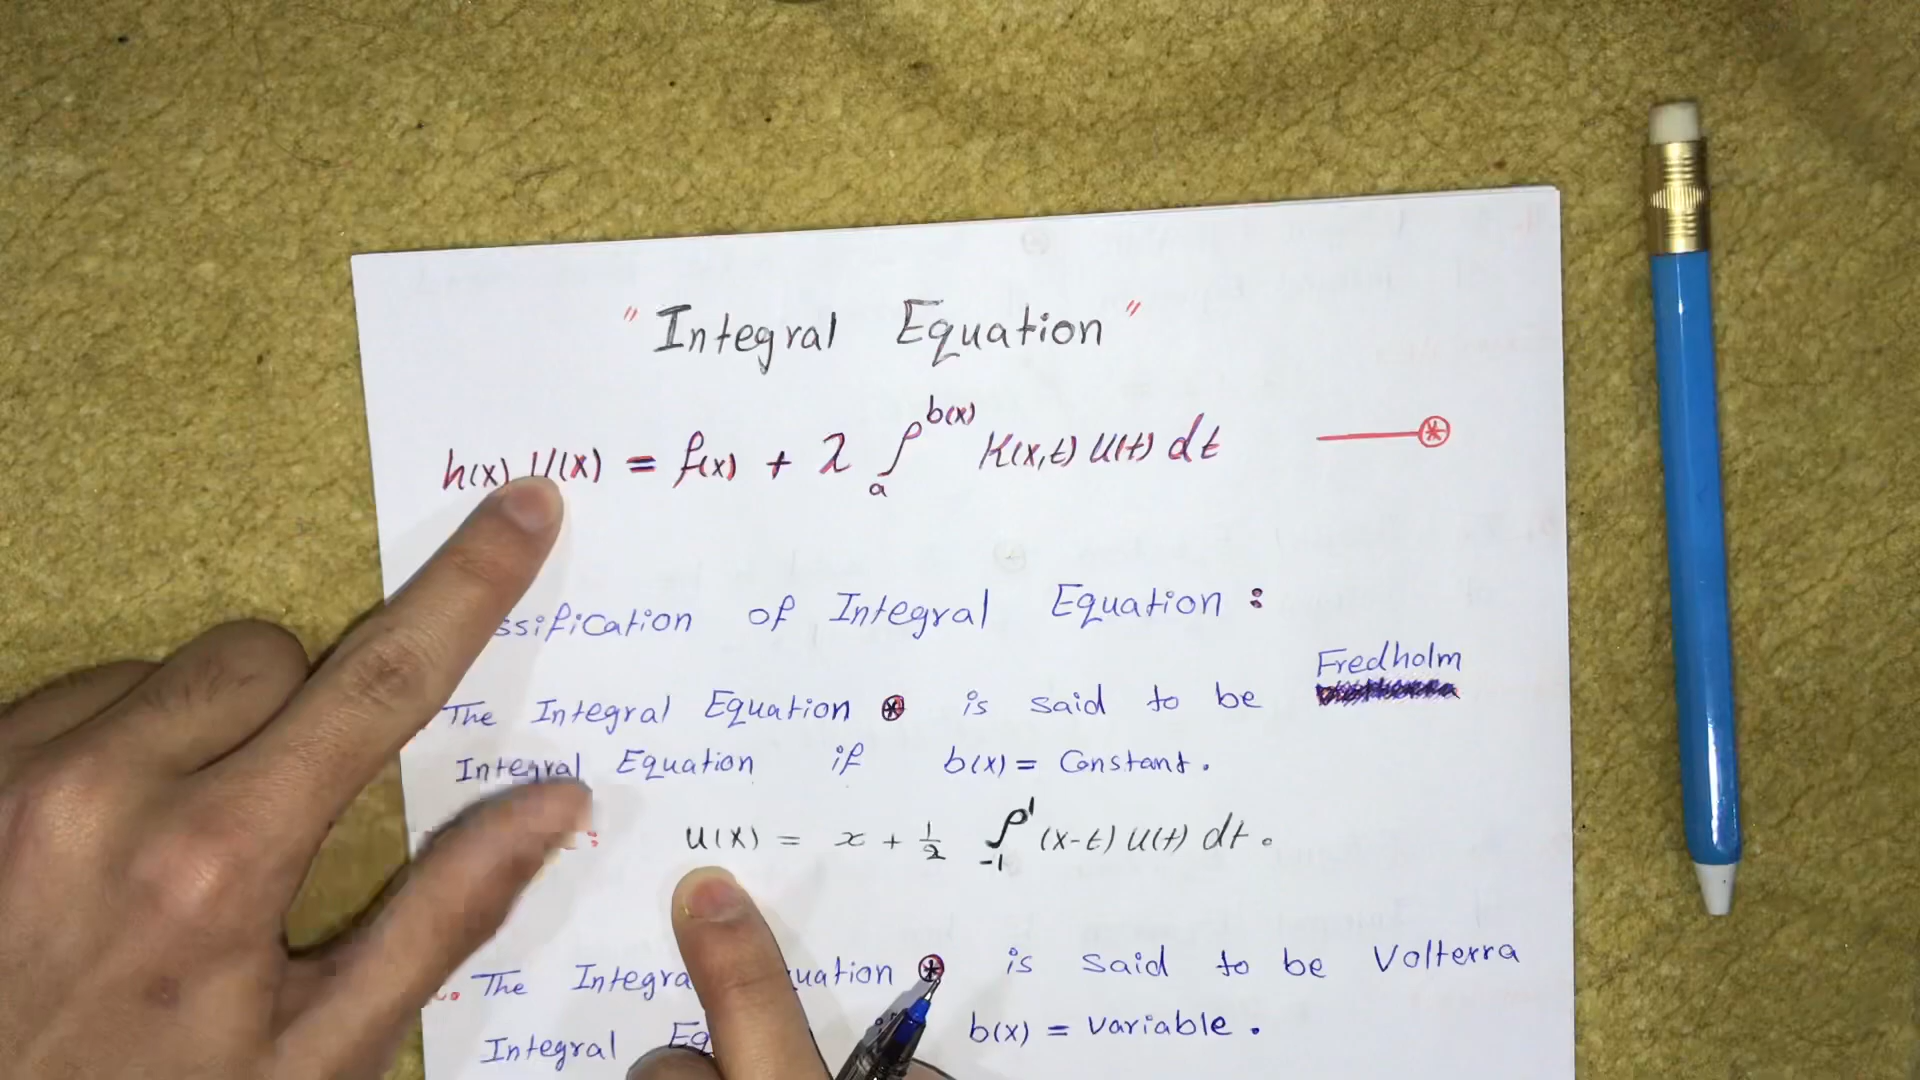 " Integral Equation "
h(x) U(x) = f(x) + λ ∫ₐ^b(x) K(x,t) U(t) dt ——⊛
ssification of Integral Equation :
The Integral Equation ⊛ is said to be Fredholm
Integral Equation if b(x) = Constant .
: u(x) = x + 1/2 ∫₋₁^1 (x-t) u(t) dt .
. The Integra uation ⊛ is said to be Volterra
Integral Eq b(x) = variable .